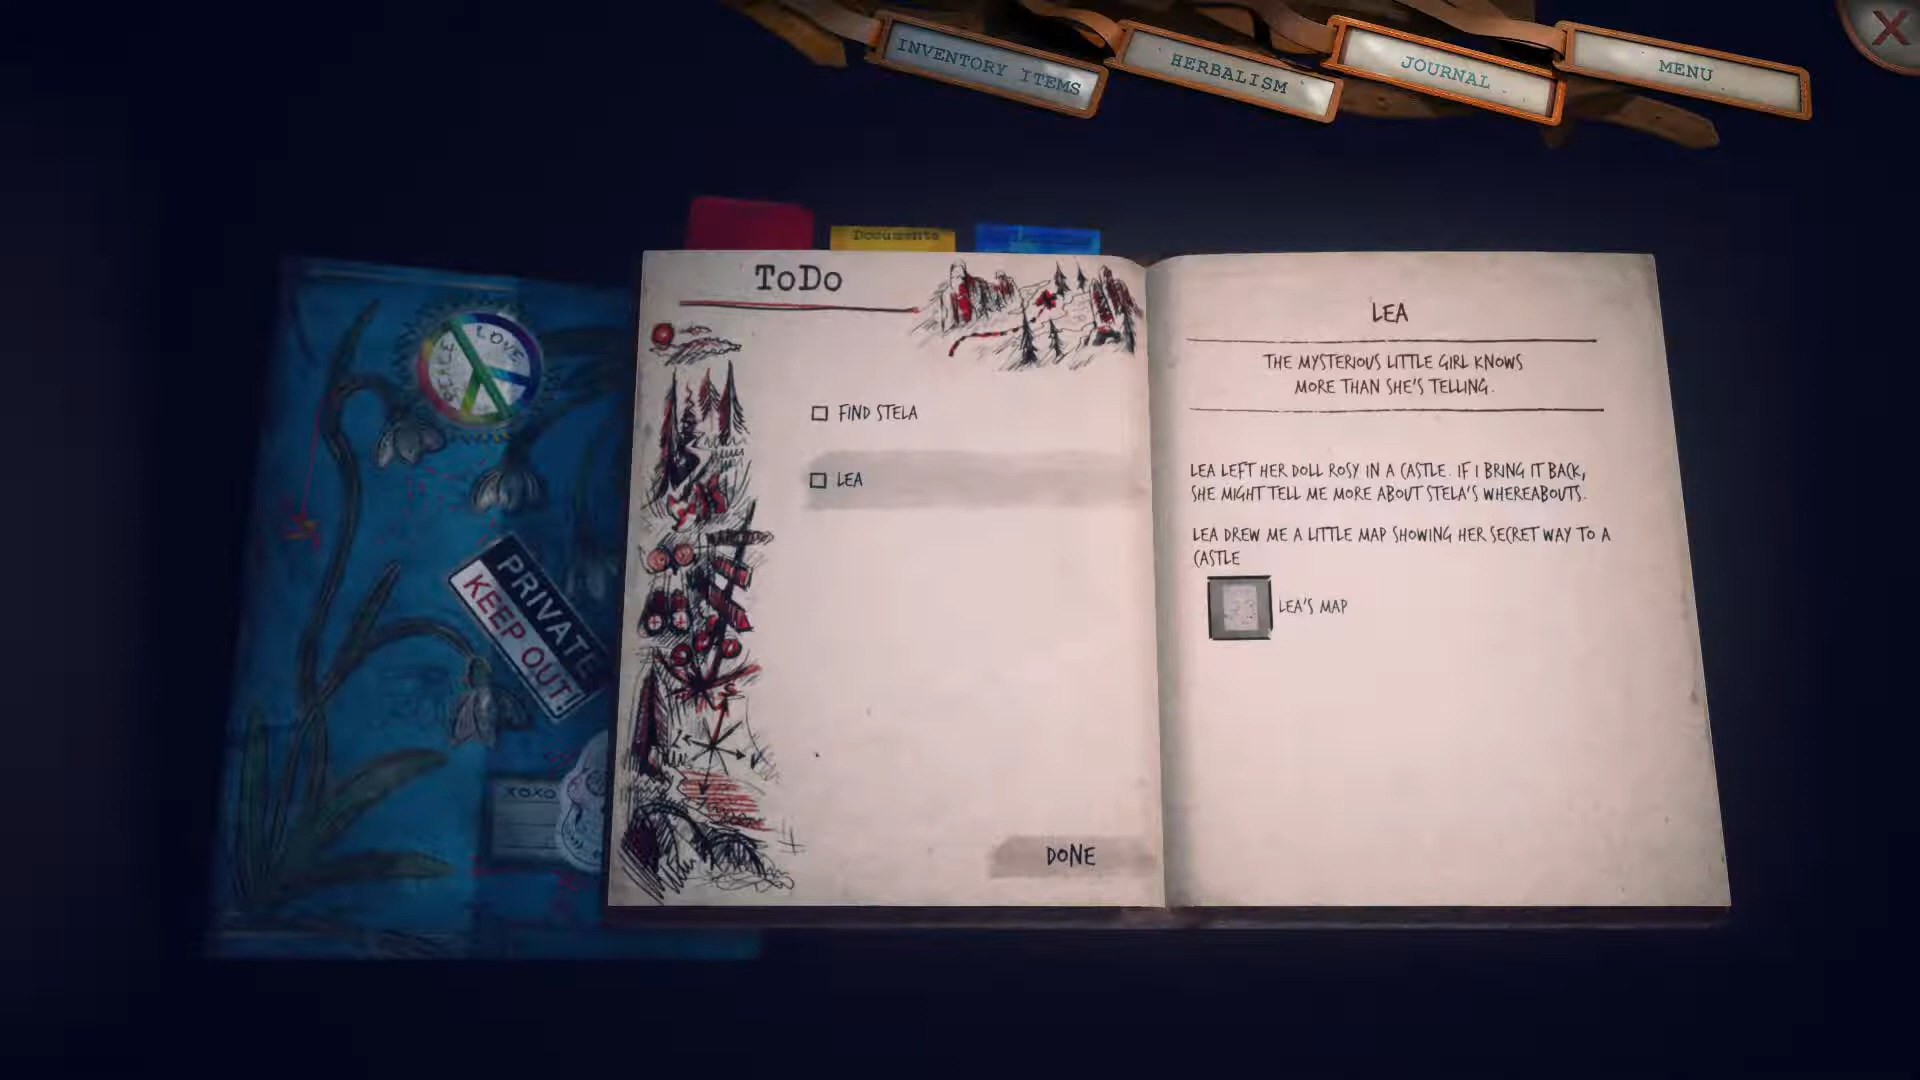 INVENTORY ITEMS
HERBALISM
JOURNAL
MENU
X
Documents
ToDo
FIND STELA
LEA
DONE
LEA
THE MYSTERIOUS LITTLE GIRL KNOWS
MORE THAN SHE'S TELLING.
LEA LEFT HER DOLL ROSY IN A CASTLE. IF I BRING IT BACK,
SHE MIGHT TELL ME MORE ABOUT STELA'S WHEREABOUTS.
LEA DREW ME A LITTLE MAP SHOWING HER SECRET WAY TO A
CASTLE
LEA'S MAP
PEACE LOVE
PRIVATE
KEEP OUT!
XOXO